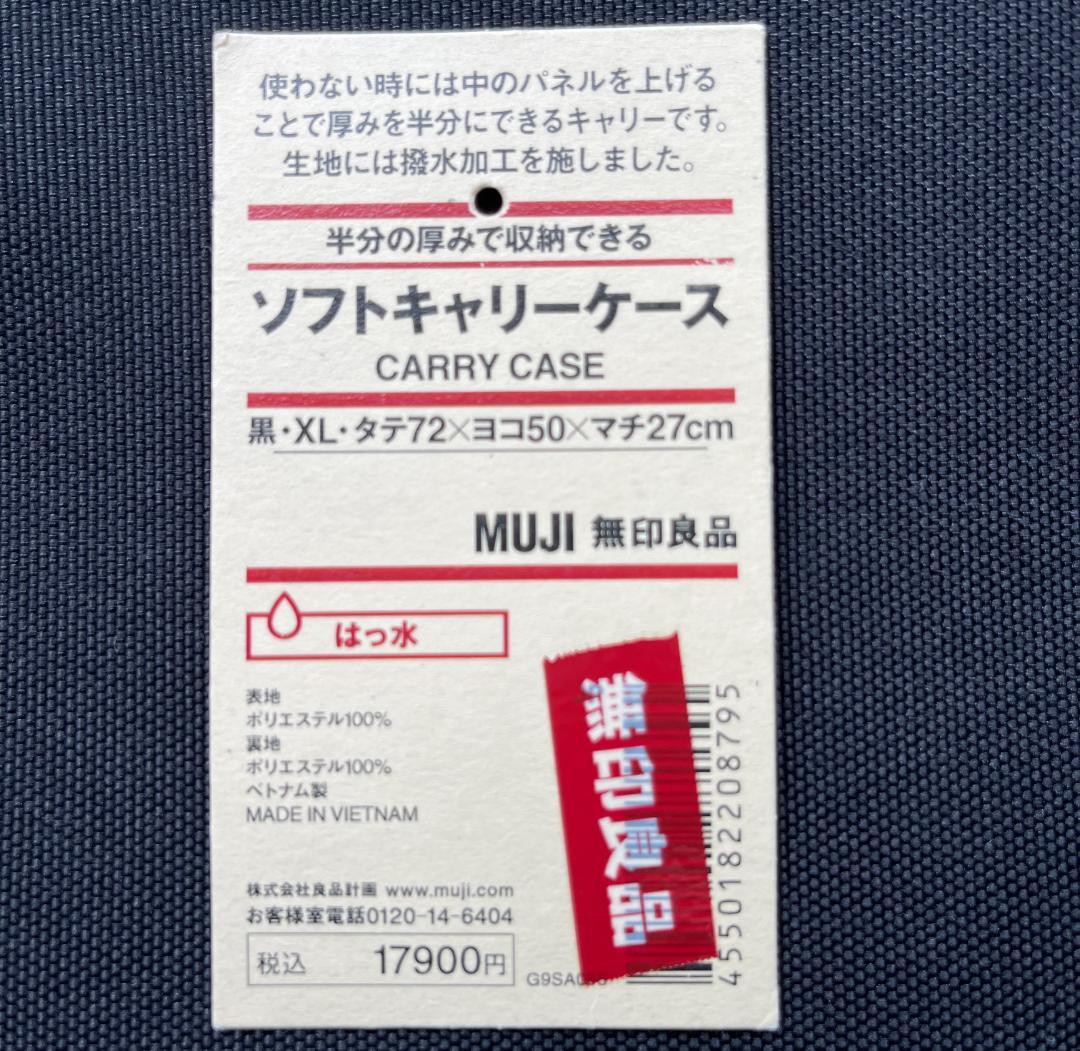 使わない時には中のパネルを上げる
ことで厚みを半分にできるキャリーです。
生地には撥水加工を施しました。
半分の厚みで収納できる
ソフトキャリーケース
CARRY CASE
黒・XL・タテ72×ヨコ50×マチ27cm
MUJI 無印良品
はっ水
表地
ポリエステル100%
裏地
ポリエステル100%
ベトナム製
MADE IN VIETNAM
無印良品
4550182208795
株式会社良品計画 www.muji.com
お客様室電話0120-14-6404
税込 17900円